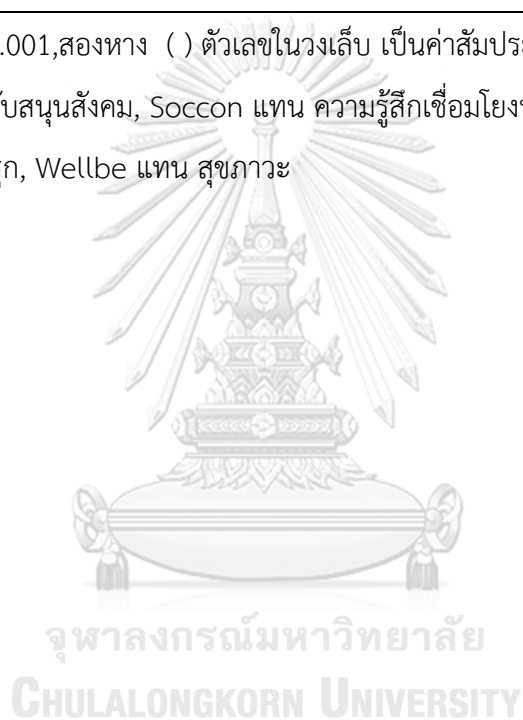 .001,สองหาง ( ) ตัวเลขในวงเล็บ เป็นค่าสัมประ
บสนุนสังคม, Soccon แทน ความรู้สึกเชื่อมโยง
ก, Wellbe แทน สุขภาวะ
จุฬาลงกรณ์มหาวิทยาลัย
CHULALONGKORN UNIVERSITY